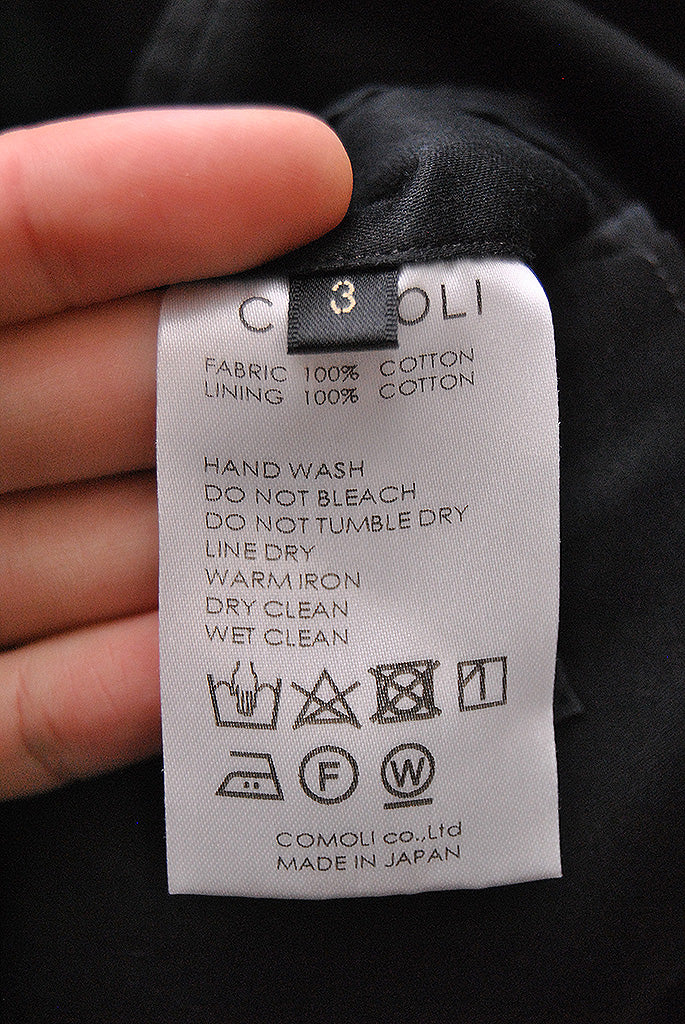 3
C OLI
FABRIC 100% COTTON
LINING 100% COTTON
HAND WASH
DO NOT BLEACH
DO NOT TUMBLE DRY
LINE DRY
WARM IRON
DRY CLEAN
WET CLEAN
F W
COMOLI co.,Ltd
MADE IN JAPAN